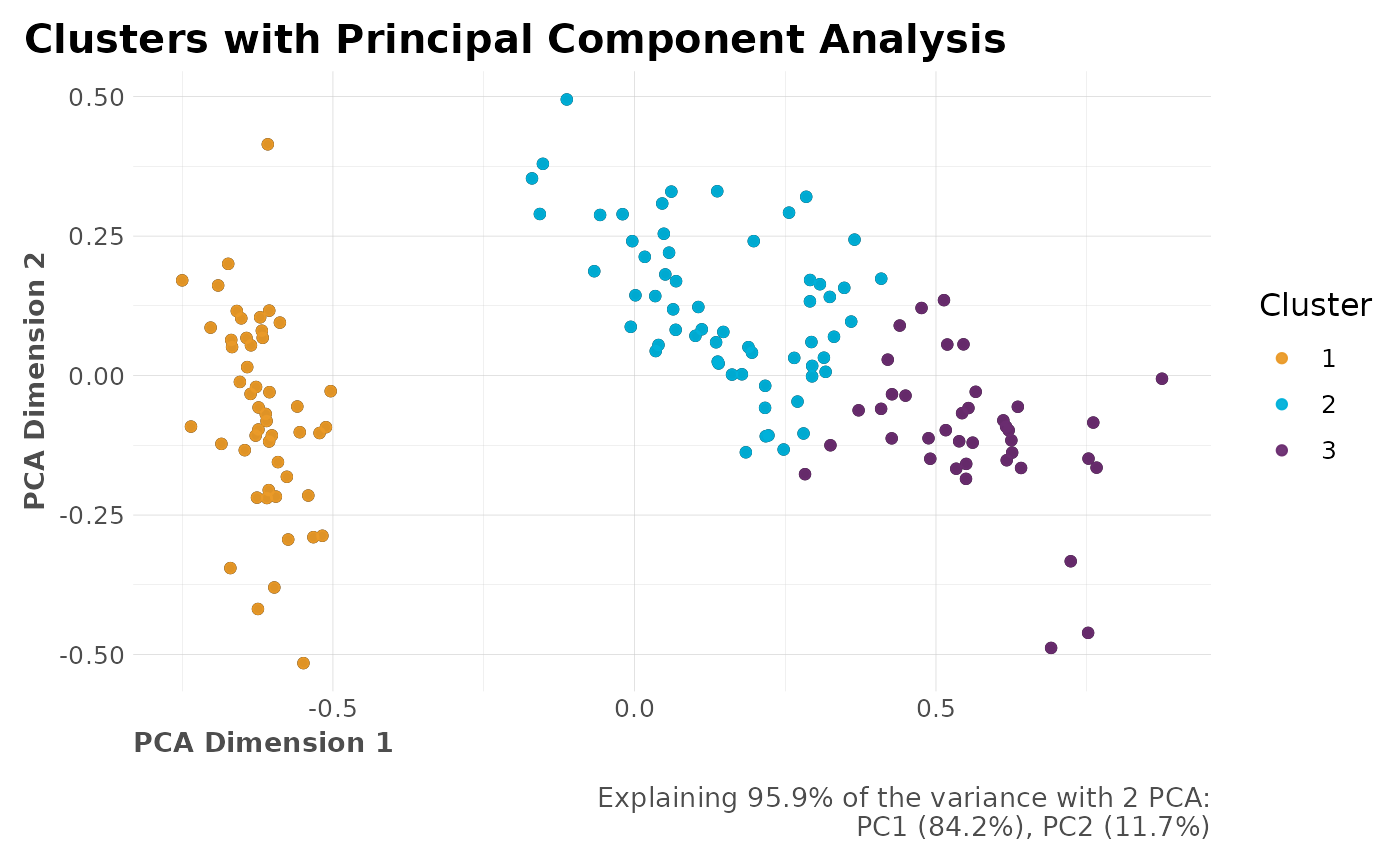 Clusters with Principal Component Analysis
PCA Dimension 2
0.50
0.25
0.00
-0.25
-0.50
-0.5
0.0
0.5
PCA Dimension 1
Cluster
1
2
3
Explaining 95.9% of the variance with 2 PCA:
PC1 (84.2%), PC2 (11.7%)